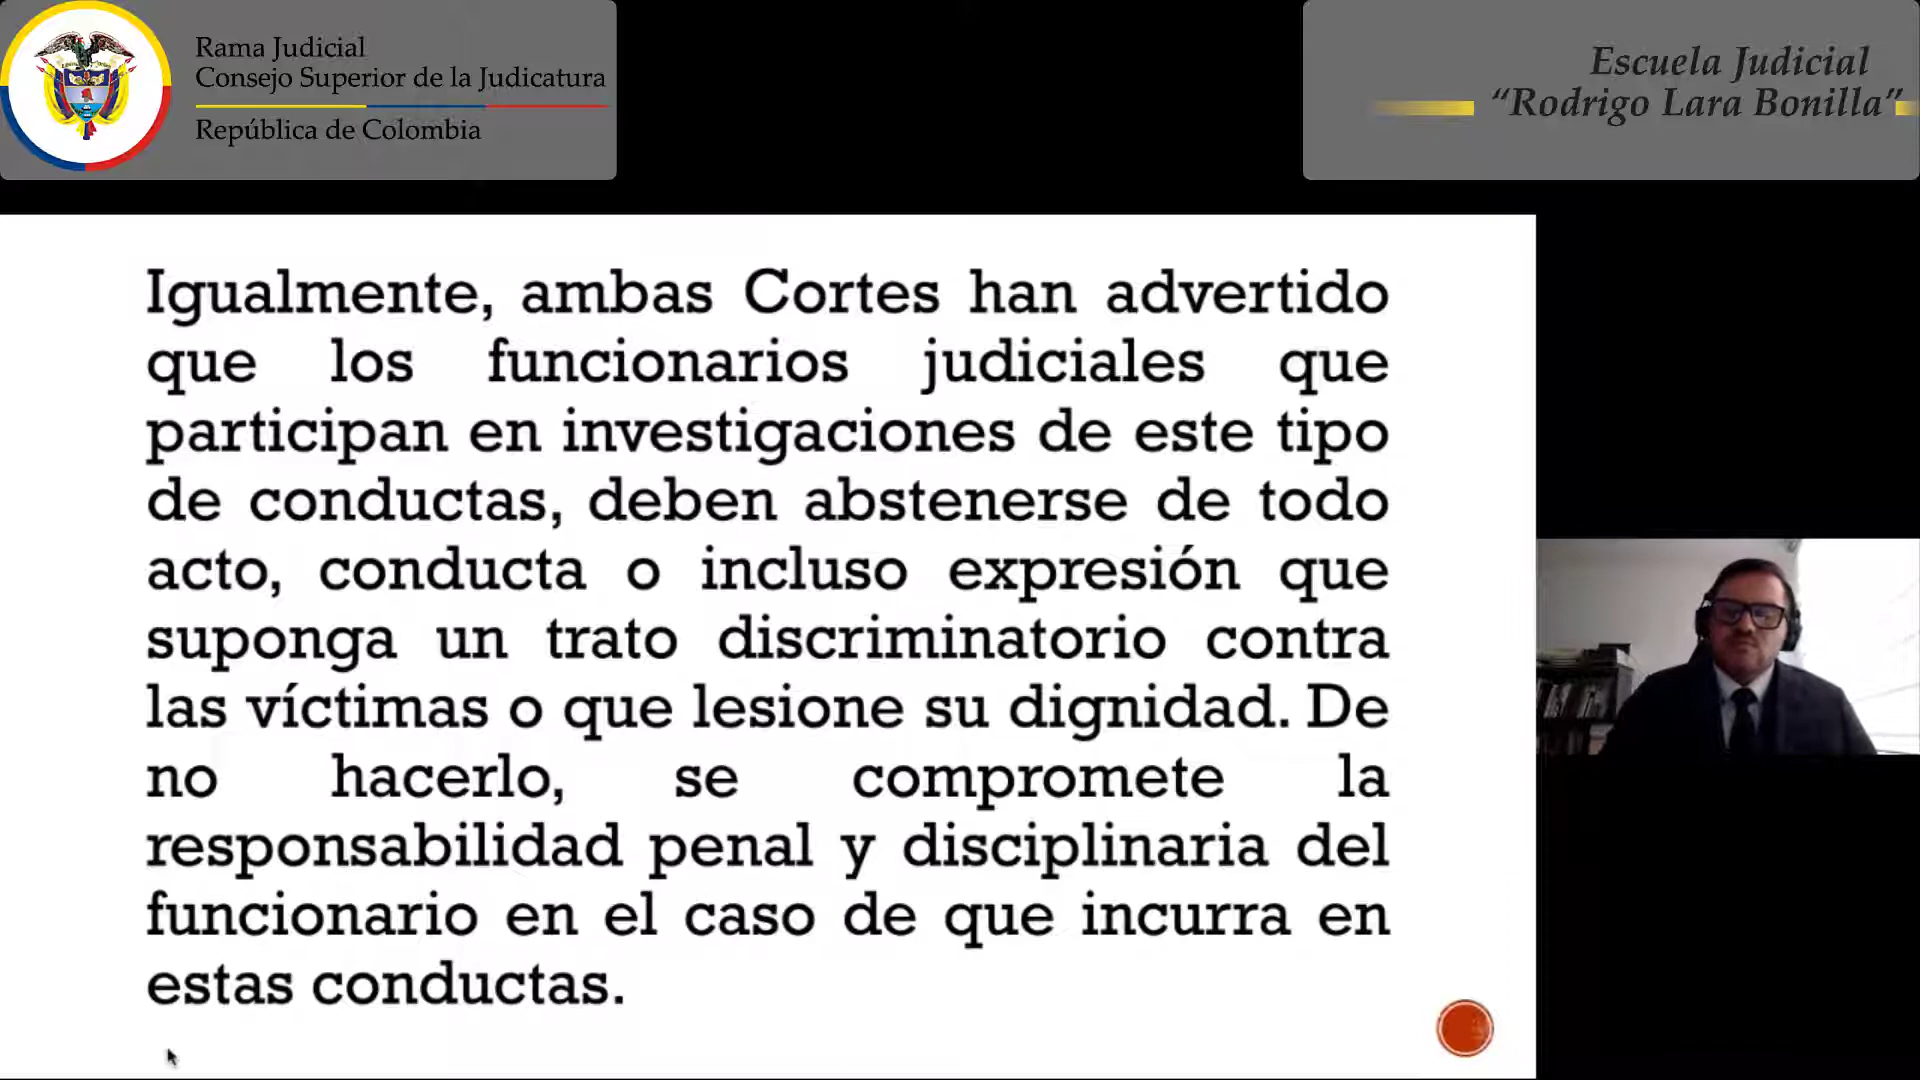 Rama Judicial
Consejo Superior de la Judicatura
República de Colombia
Escuela Judicial
“Rodrigo Lara Bonilla”
Igualmente, ambas Cortes han advertido
que los funcionarios judiciales que
participan en investigaciones de este tipo
de conductas, deben abstenerse de todo
acto, conducta o incluso expresión que
suponga un trato discriminatorio contra
las víctimas o que lesione su dignidad. De
no hacerlo, se compromete la
responsabilidad penal y disciplinaria del
funcionario en el caso de que incurra en
estas conductas.